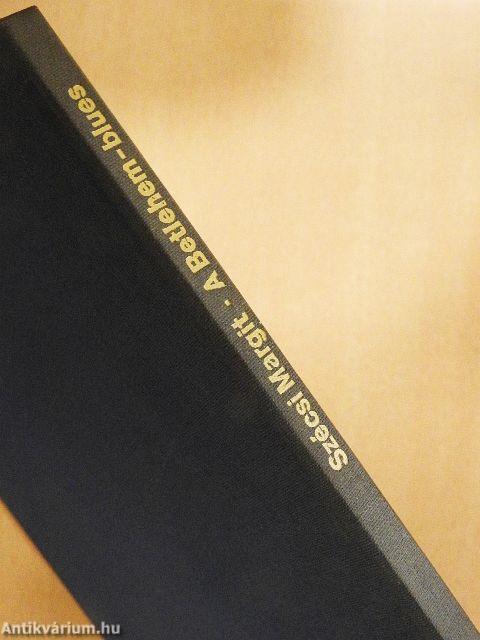 Szécsi Margit • A Betlehem-blues
Antikvárium.hu